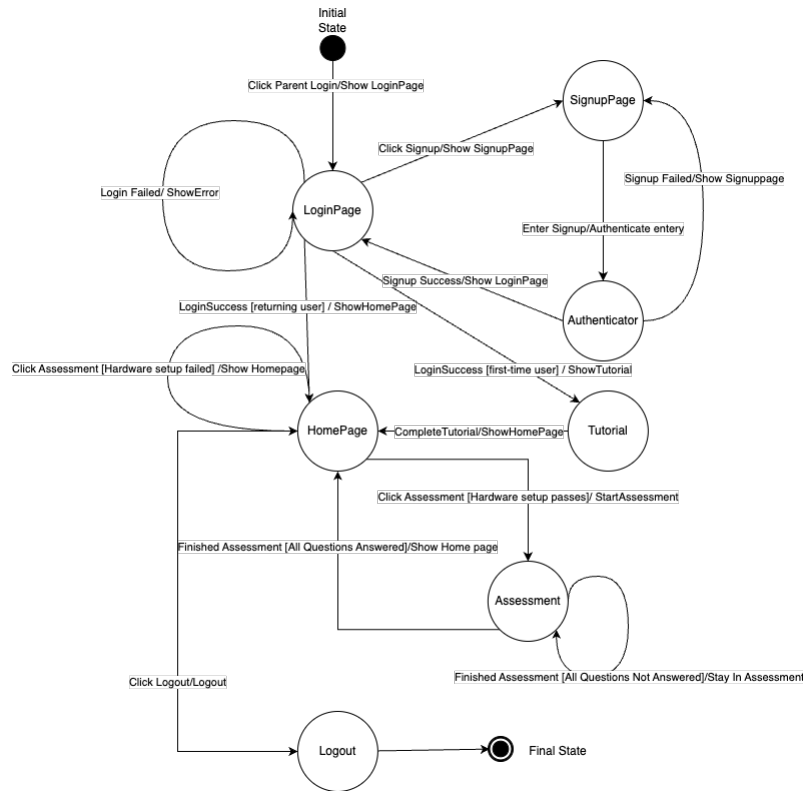 Initial
State
Click Parent Login/Show LoginPage
SignupPage
Click Signup/Show SignupPage
Signup Failed/Show Signuppage
Login Failed/ ShowError
LoginPage
Enter Signup/Authenticate entery
Signup Success/Show LoginPage
LoginSuccess [returning user] / ShowHomePage
Authenticator
Click Assessment [Hardware setup failed] /Show Homepage
LoginSuccess [first-time user] / ShowTutorial
HomePage
CompleteTutorial/ShowHomePage
Tutorial
Click Assessment [Hardware setup passes]/ StartAssessment
Finished Assessment [All Questions Answered]/Show Home page
Assessment
Finished Assessment [All Questions Not Answered]/Stay In Assessment
Click Logout/Logout
Logout
Final State